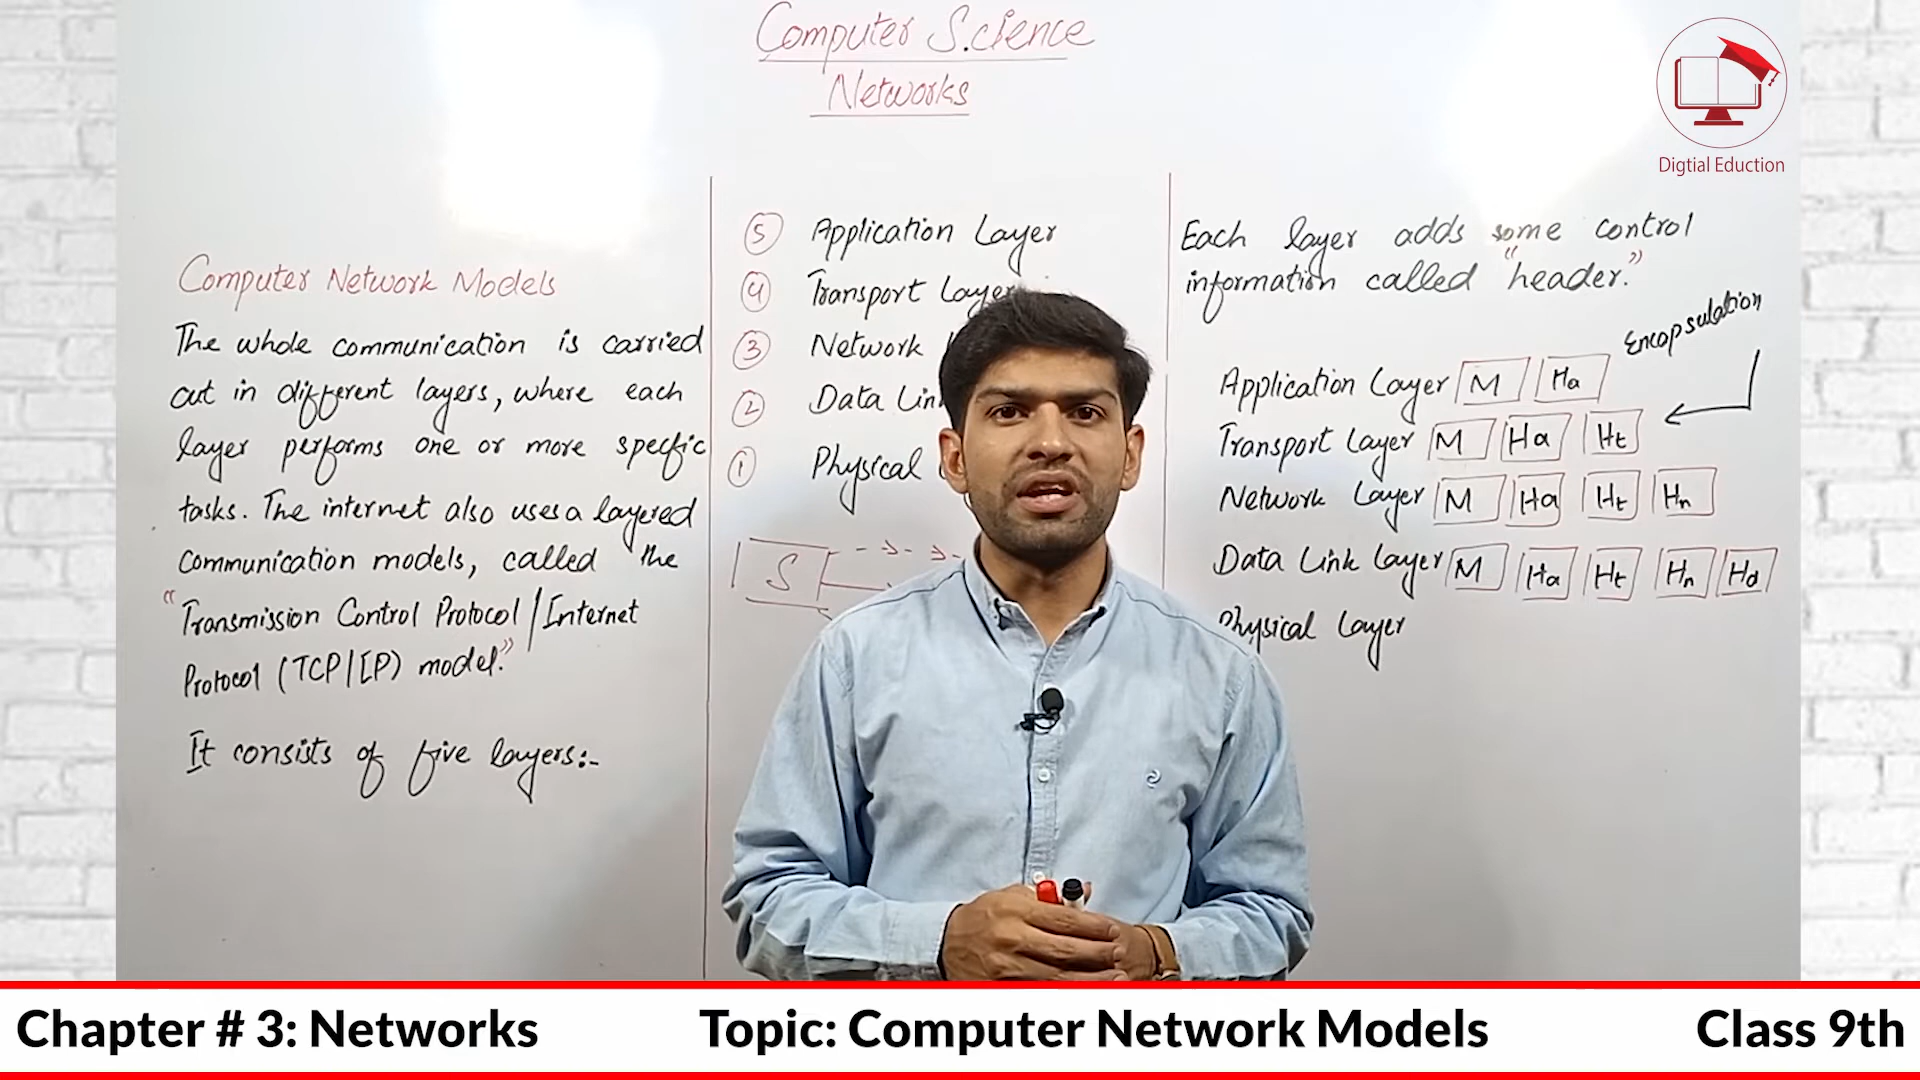 Computer Science
Networks
Digtial Eduction
Computer Network Models
The whole communication is carried
out in different layers, where each
layer performs one or more specfic
tasks. The internet also uses a layered
communication models, called the
"Transmission Control Protocol / Internet
Protocol (TCP/IP) model."
It consists of five layers:-
5 Application Layer
4 Transport Layer
3 Network
2 Data Link
1 Physical
S
Each layer adds some control
information called "header."
Encapsulation
Application Layer M Ha
Transport Layer M Ha Ht
Network Layer M Ha Ht Hn
Data Link Layer M Ha Ht Hn Hd
Physical Layer
Chapter # 3: Networks Topic: Computer Network Models Class 9th